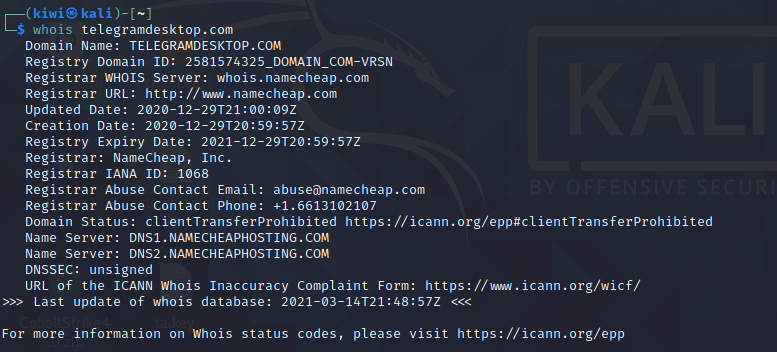 (kiwi㉿kali)-[~]
$ whois telegramdesktop.com
Domain Name: TELEGRAMDESKTOP.COM
Registry Domain ID: 2581574325_DOMAIN_COM-VRSN
Registrar WHOIS Server: whois.namecheap.com
Registrar URL: http://www.namecheap.com
Updated Date: 2020-12-29T21:00:09Z
Creation Date: 2020-12-29T20:59:57Z
Registry Expiry Date: 2021-12-29T20:59:57Z
Registrar: NameCheap, Inc.
Registrar IANA ID: 1068
Registrar Abuse Contact Email: abuse@namecheap.com
Registrar Abuse Contact Phone: +1.6613102107
Domain Status: clientTransferProhibited https://icann.org/epp#clientTransferProhibited
Name Server: DNS1.NAMECHEAPHOSTING.COM
Name Server: DNS2.NAMECHEAPHOSTING.COM
DNSSEC: unsigned
URL of the ICANN Whois Inaccuracy Complaint Form: https://www.icann.org/wicf/
>>> Last update of whois database: 2021-03-14T21:48:57Z <<<
For more information on Whois status codes, please visit https://icann.org/epp
KALI
BY OFFENSIVE SECURI
CobaltStrike4
ta.key